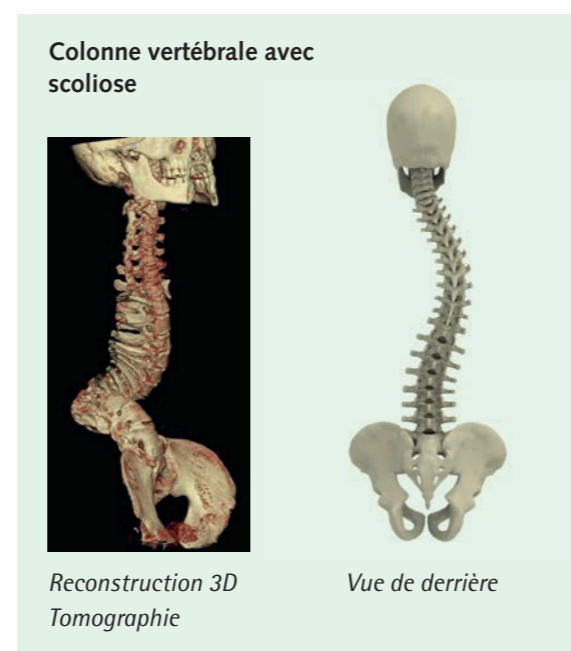 Colonne vertébrale avec
scoliose
Reconstruction 3D
Tomographie
Vue de derrière